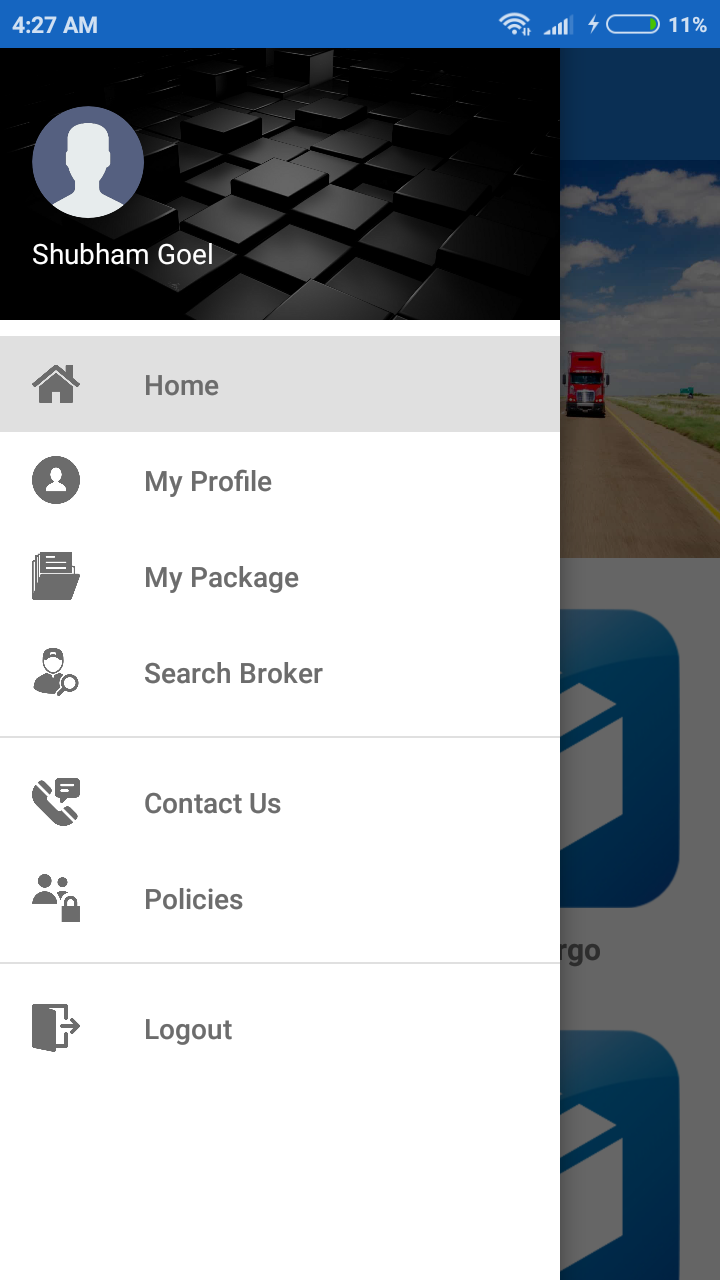 4:27 AM
11%
Shubham Goel
Home
My Profile
My Package
Search Broker
Contact Us
Policies
rgo
Logout